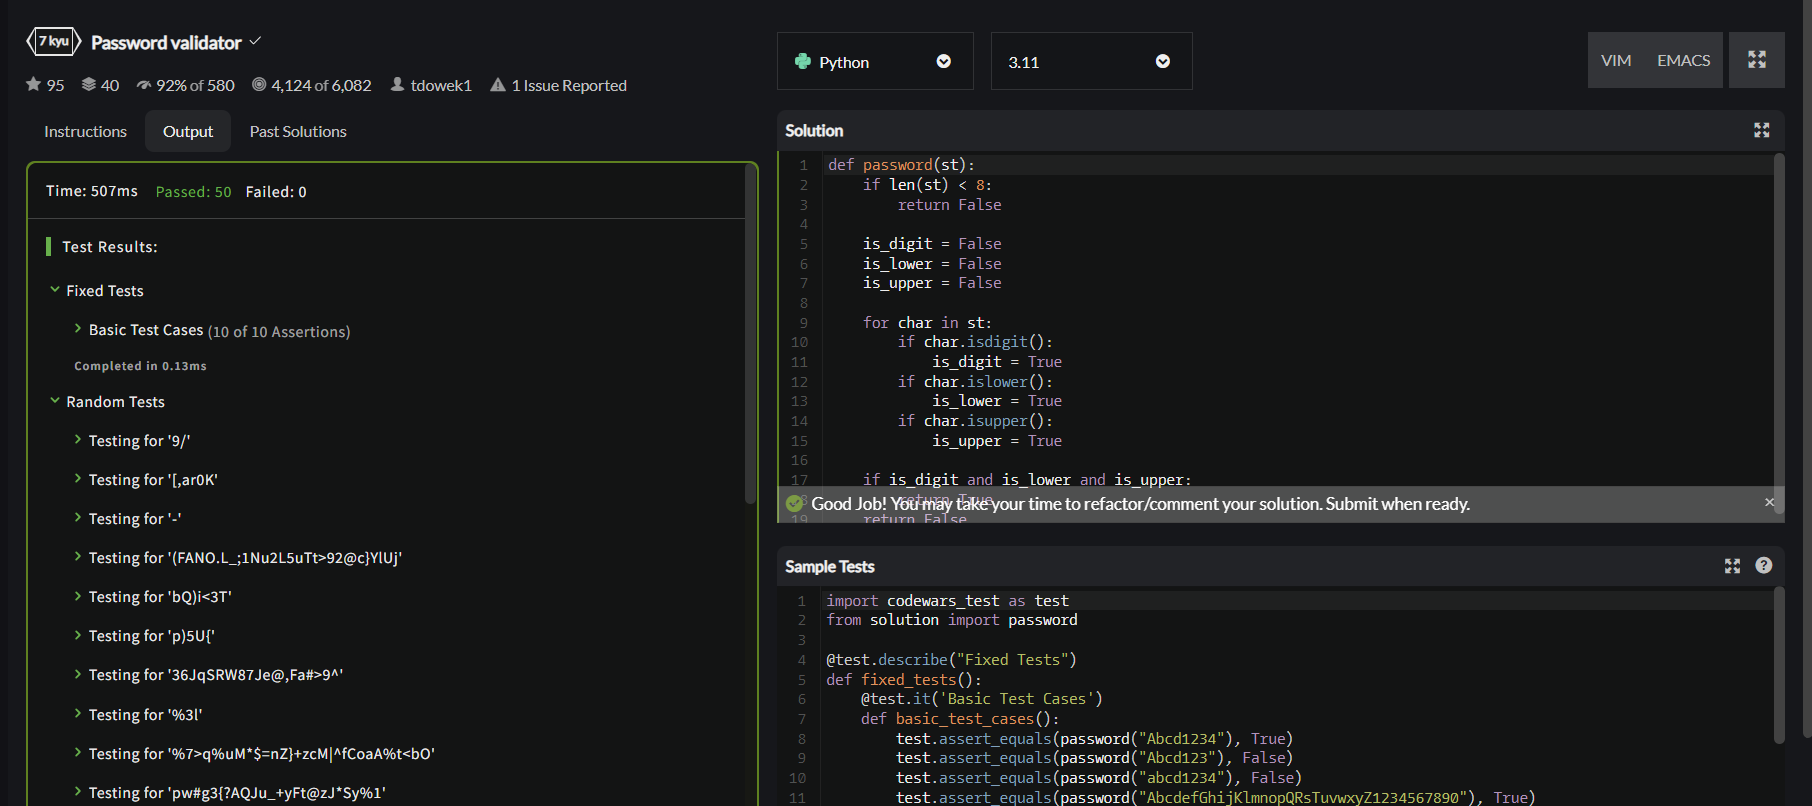 7 kyu Password validator
95 40 92% of 580 4,124 of 6,082 tdowek1 1 Issue Reported
Instructions Output Past Solutions
Time: 507ms Passed: 50 Failed: 0
Test Results:
Fixed Tests
Basic Test Cases (10 of 10 Assertions)
Completed in 0.13ms
Random Tests
Testing for '9/'
Testing for '[,ar0K'
Testing for '-'
Testing for '(FANO.L_;1Nu2L5uTt>92@c}YlUj'
Testing for 'bQ)i<3T'
Testing for 'p)5U{'
Testing for '36JqSRW87Je@,Fa#>9^'
Testing for '%3l'
Testing for '%7>q%uM*$=nZ}+zcM|^fCoaA%t<bO'
Testing for 'pw#g3{?AQJu_+yFt@zJ*Sy%1'
Python 3.11 VIM EMACS
Solution
1 def password(st):
2 if len(st) < 8:
3 return False
4
5 is_digit = False
6 is_lower = False
7 is_upper = False
8
9 for char in st:
10 if char.isdigit():
11 is_digit = True
12 if char.islower():
13 is_lower = True
14 if char.isupper():
15 is_upper = True
16
17 if is_digit and is_lower and is_upper:
18 return True
Good Job! You may take your time to refactor/comment your solution. Submit when ready. ×
19 return False
Sample Tests ?
1 import codewars_test as test
2 from solution import password
3
4 @test.describe("Fixed Tests")
5 def fixed_tests():
6 @test.it('Basic Test Cases')
7 def basic_test_cases():
8 test.assert_equals(password("Abcd1234"), True)
9 test.assert_equals(password("Abcd123"), False)
10 test.assert_equals(password("abcd1234"), False)
11 test.assert_equals(password("AbcdefGhijKlmnopQRsTuvwxyZ1234567890"), True)